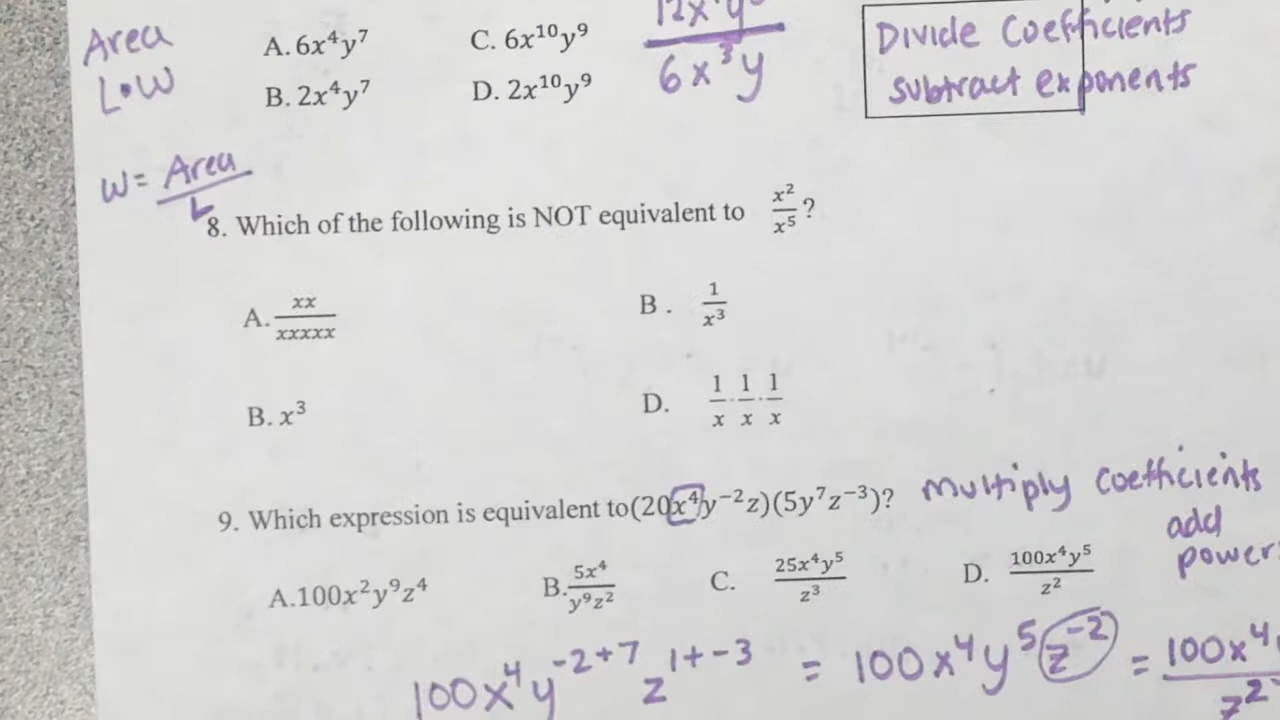 Area
L•W
A. 6x⁴y⁷ C. 6x¹⁰y⁹
B. 2x⁴y⁷ D. 2x¹⁰y⁹
6x³y
Divide Coefficients
subtract exponents
W = Area / L
8. Which of the following is NOT equivalent to x²/x⁵?
A. xx/xxxxx B . 1/x³
B. x³ D. 1/x · 1/x · 1/x
9. Which expression is equivalent to(20x⁴y⁻²z)(5y⁷z⁻³)?
multiply coefficients
add
power
A.100x²y⁹z⁴ B. 5x⁴/y⁹z² C. 25x⁴y⁵/z³ D. 100x⁴y⁵/z²
100x⁴y⁻²⁺⁷z¹⁺⁻³ = 100x⁴y⁵z⁻² = 100x⁴/z²